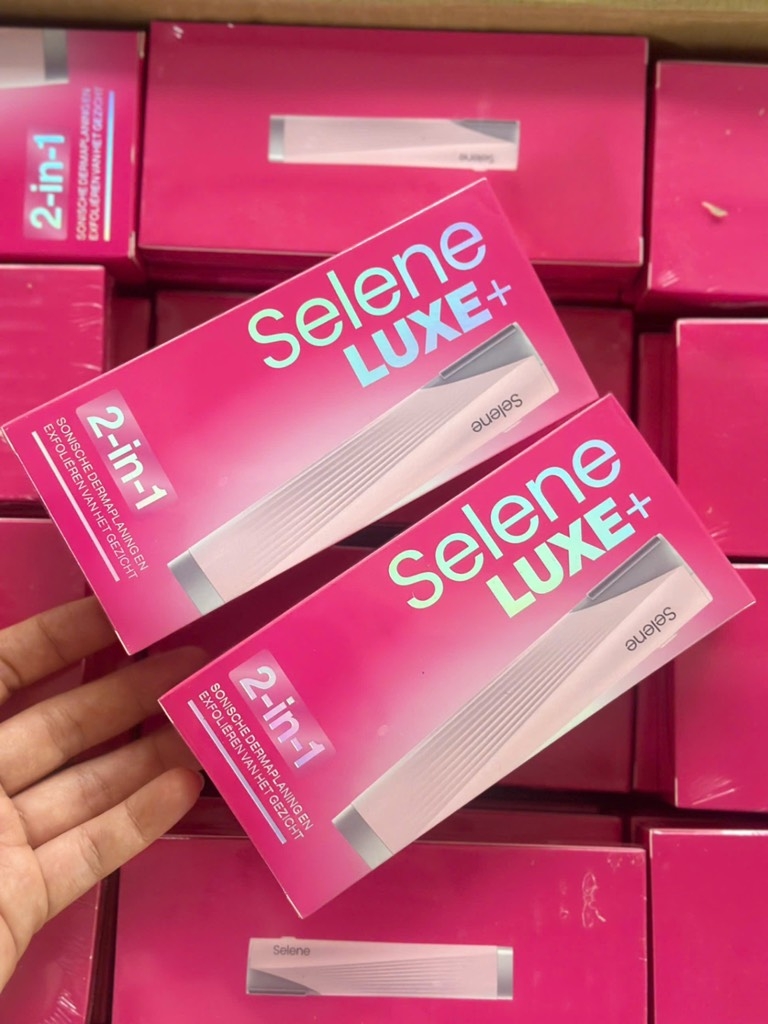 2-in-1
SONISCHE DERMAPLANING EN
EXFOLIËREN VAN HET GEZICHT
Selene
Selene
LUXE+
Selene
2-in-1
SONISCHE DERMAPLANING EN
EXFOLIËREN VAN HET GEZICHT
Selene
LUXE+
Selene
2-in-1
SONISCHE DERMAPLANING EN
EXFOLIËREN VAN HET GEZICHT
Selene